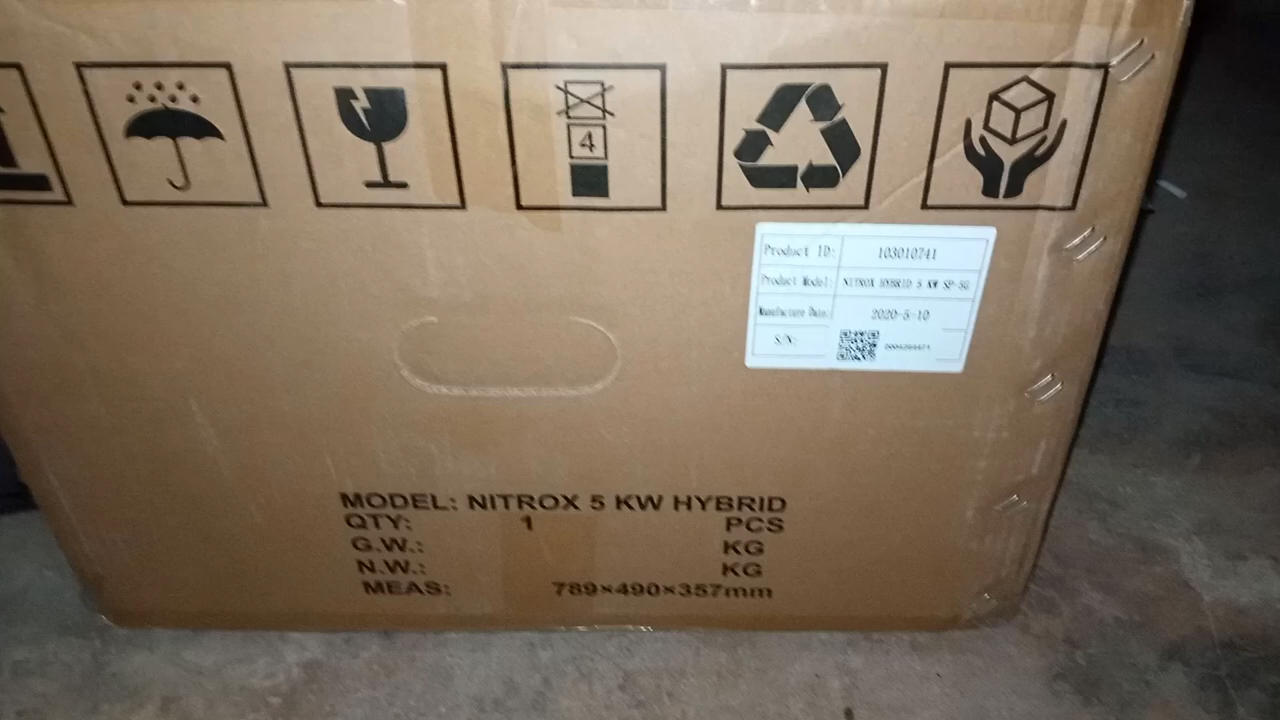 4
Product ID: 103010741
Product Model: NITROX HYBRID 5 KW SP-5G
Manufacture Date: 2020-5-10
S/N:
MODEL: NITROX 5 KW HYBRID
QTY: 1 PCS
G.W.: KG
N.W.: KG
MEAS: 789×490×357mm